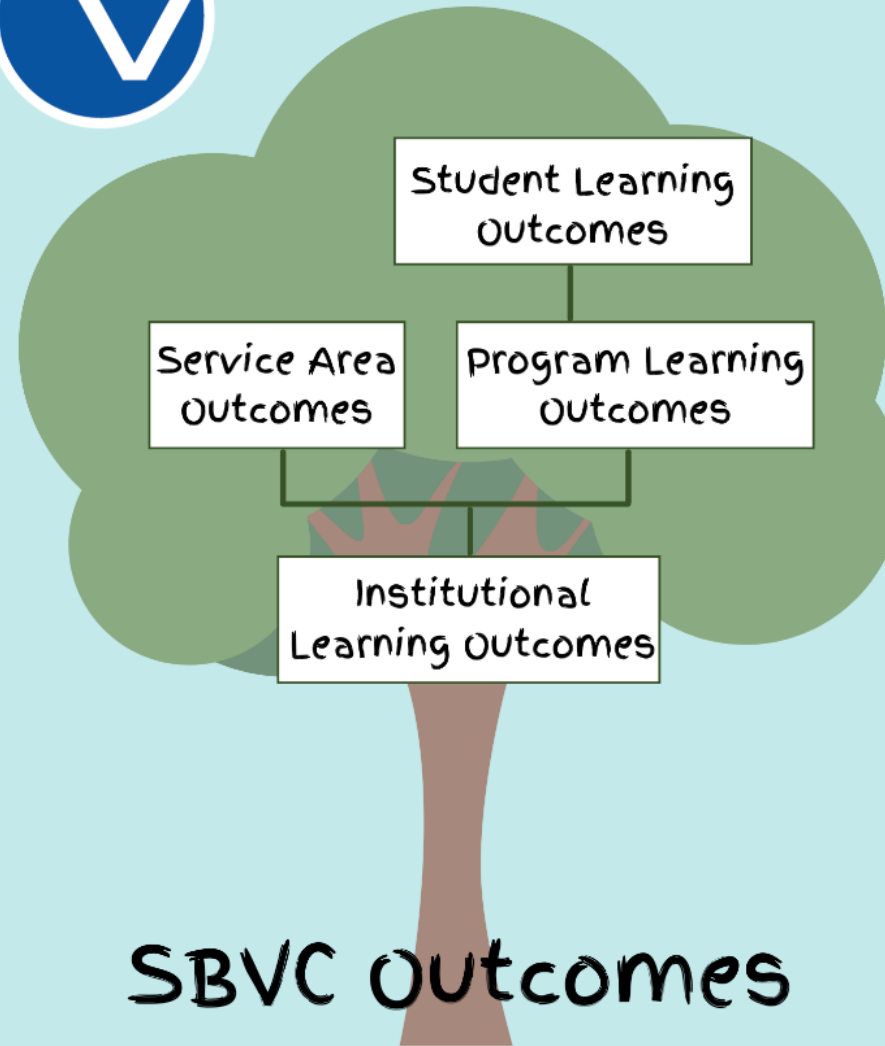 V
Student Learning
Outcomes
Service Area
Outcomes
Program Learning
Outcomes
Institutional
Learning Outcomes
SBVC Outcomes